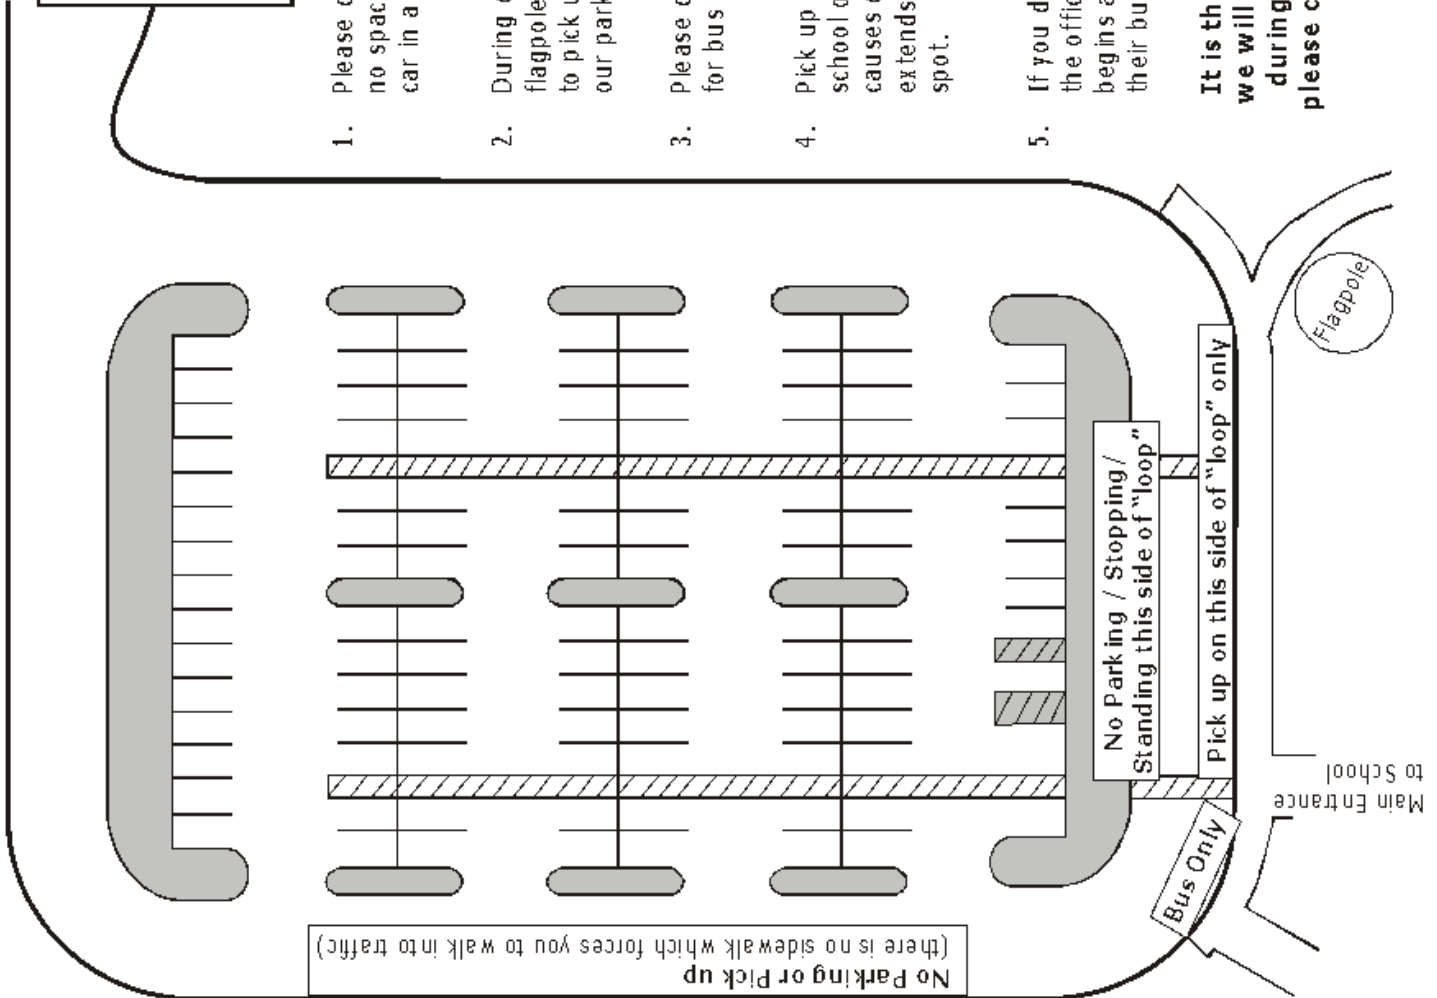 1. Please
no spac
car in a
2. During
flagpole
to pick u
our park
3. Please
for bus
4. Pick up
school
causes
extends
spot.
5. If you d
the offic
begins a
their bu
It is th
we will
during
please c
Flagpole
No Parking / Stopping /
Standing this side of "loop"
Pick up on this side of "loop" only
Bus Only
Main Entrance
to School
No Parking or Pick up
(there is no sidewalk which forces you to walk into traffic)